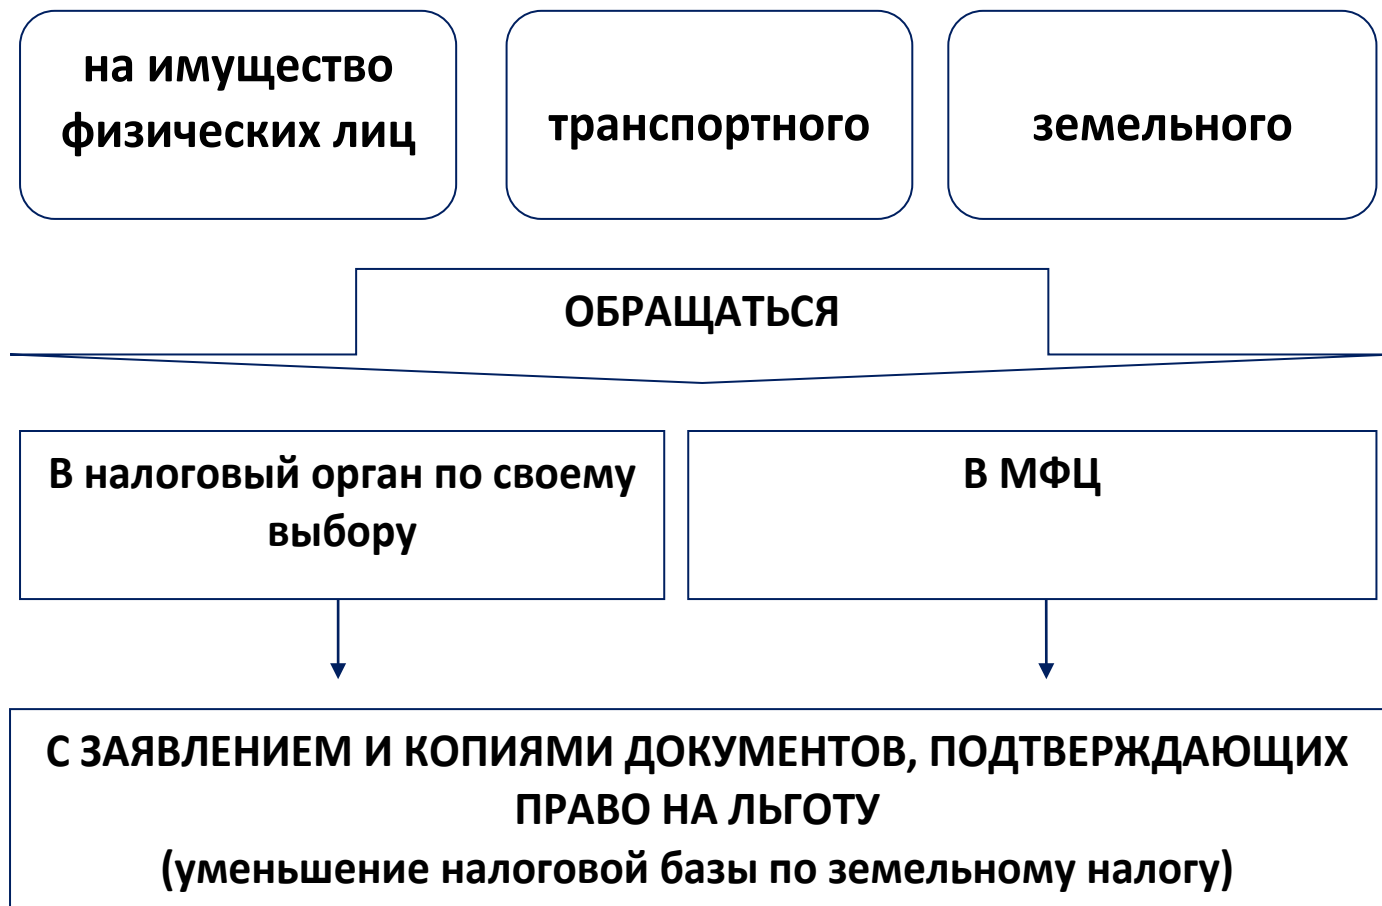 на имущество
физических лиц
транспортного
земельного
ОБРАЩАТЬСЯ
В налоговый орган по своему
выбору
В МФЦ
С ЗАЯВЛЕНИЕМ И КОПИЯМИ ДОКУМЕНТОВ, ПОДТВЕРЖДАЮЩИХ
ПРАВО НА ЛЬГОТУ
(уменьшение налоговой базы по земельному налогу)